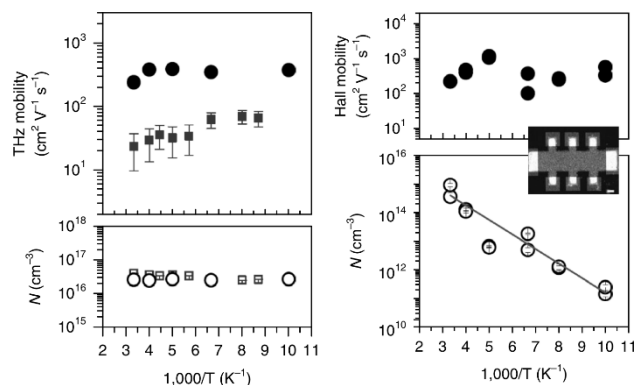 THz mobility
(cm² V⁻¹ s⁻¹)
10³
10²
10¹
N (cm⁻³)
10¹⁸
10¹⁷
10¹⁶
10¹⁵
2 3 4 5 6 7 8 9 10 11
1,000/T (K⁻¹)
Hall mobility
(cm² V⁻¹ s⁻¹)
10⁴
10³
10²
10¹
N (cm⁻³)
10¹⁶
10¹⁴
10¹²
10¹⁰
2 3 4 5 6 7 8 9 10 11
1,000/T (K⁻¹)